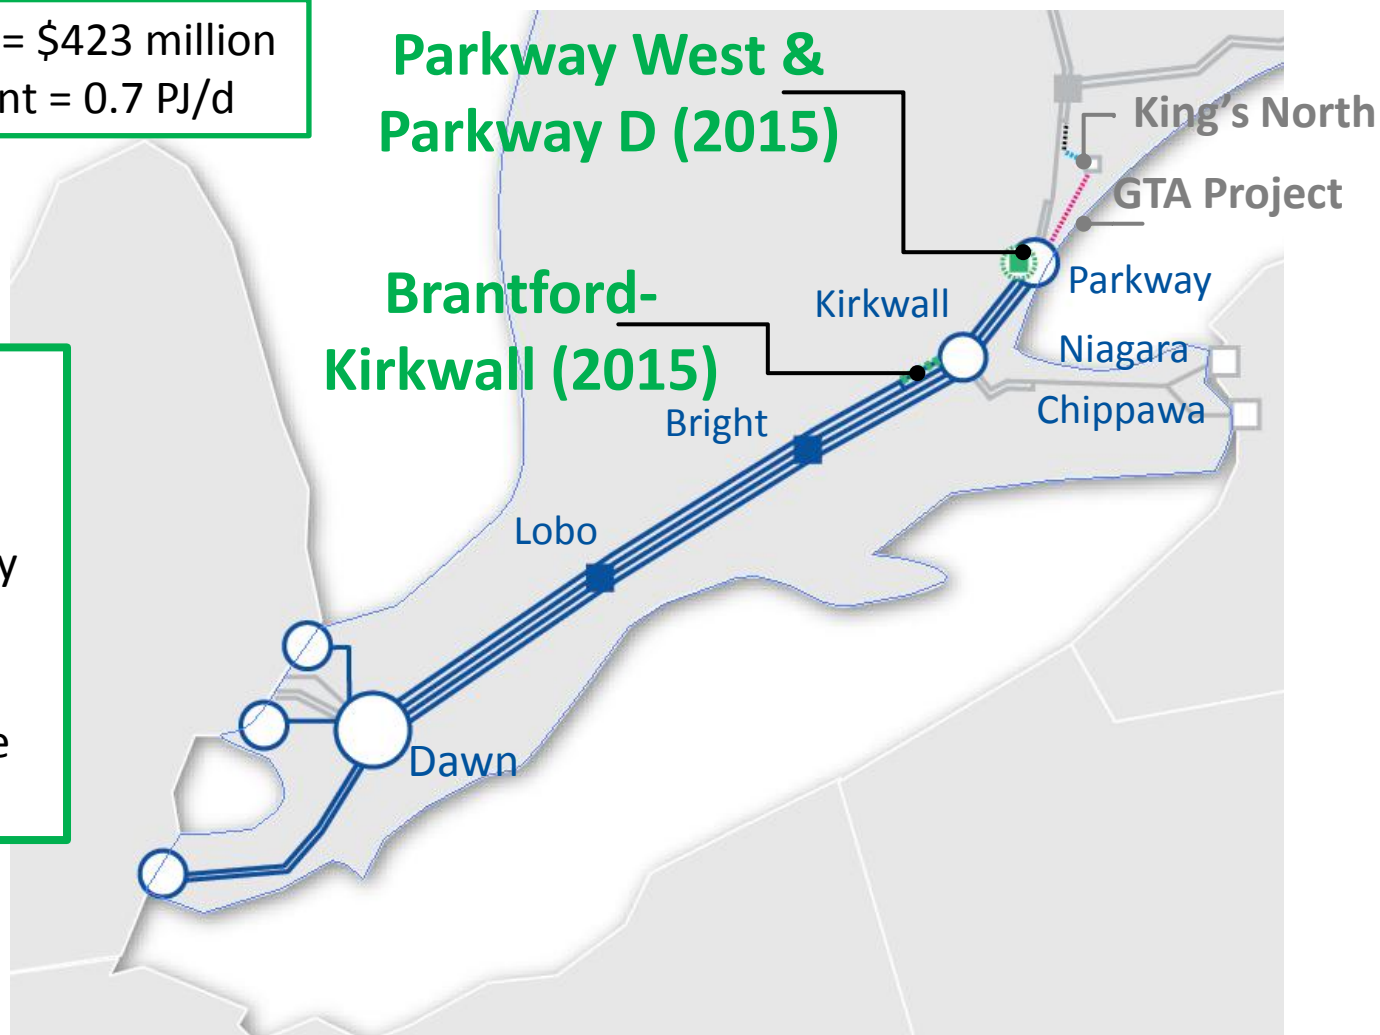 = $423 million
nt = 0.7 PJ/d
Parkway West &
Parkway D (2015)
King's North
GTA Project
Parkway
Brantford-
Kirkwall (2015)
Kirkwall
Niagara
Chippawa
Bright
Lobo
y
e
Dawn